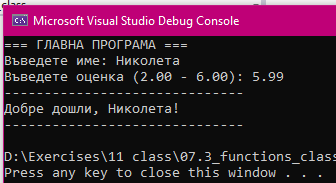 Microsoft Visual Studio Debug Console
=== ГЛАВНА ПРОГРАМА ===
Въведете име: Николета
Въведете оценка (2.00 - 6.00): 5.99
------------------------------
Добре дошли, Николета!
------------------------------
D:\Exercises\11 class\07.3_functions_clas
Press any key to close this window . . .